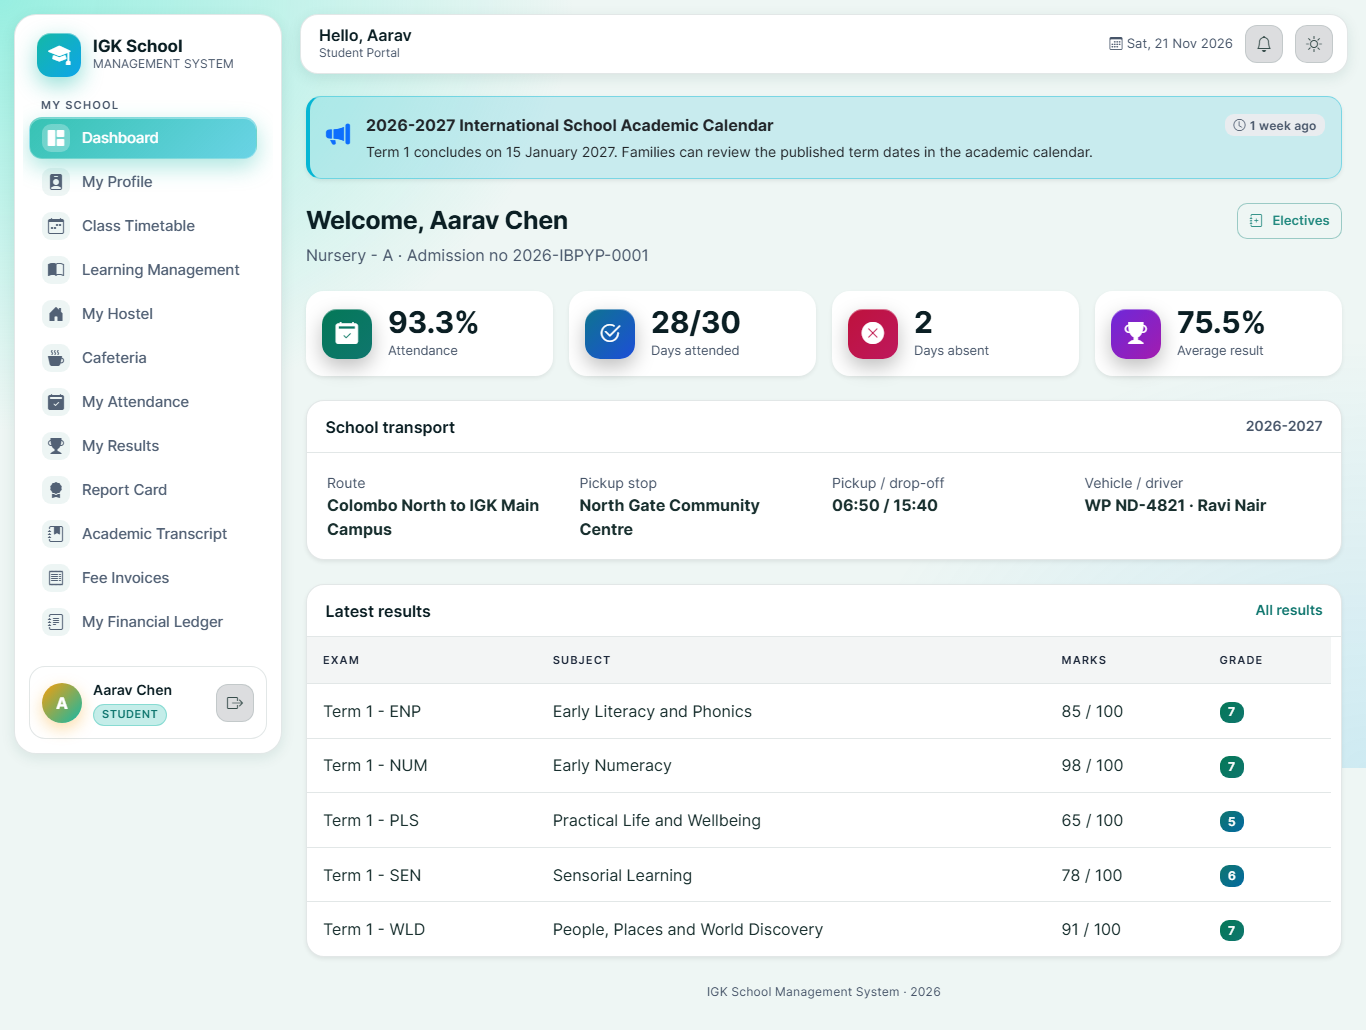 IGK School
MANAGEMENT SYSTEM
MY SCHOOL
Dashboard
My Profile
Class Timetable
Learning Management
My Hostel
Cafeteria
My Attendance
My Results
Report Card
Academic Transcript
Fee Invoices
My Financial Ledger
A
Aarav Chen
STUDENT
Hello, Aarav
Student Portal
Sat, 21 Nov 2026
2026-2027 International School Academic Calendar
1 week ago
Term 1 concludes on 15 January 2027. Families can review the published term dates in the academic calendar.
Welcome, Aarav Chen
Electives
Nursery - A · Admission no 2026-IBPYP-0001
93.3%
Attendance
28/30
Days attended
2
Days absent
75.5%
Average result
School transport
2026-2027
Route
Colombo North to IGK Main
Campus
Pickup stop
North Gate Community
Centre
Pickup / drop-off
06:50 / 15:40
Vehicle / driver
WP ND-4821 · Ravi Nair
Latest results
All results
EXAM SUBJECT MARKS GRADE
Term 1 - ENP Early Literacy and Phonics 85 / 100 7
Term 1 - NUM Early Numeracy 98 / 100 7
Term 1 - PLS Practical Life and Wellbeing 65 / 100 5
Term 1 - SEN Sensorial Learning 78 / 100 6
Term 1 - WLD People, Places and World Discovery 91 / 100 7
IGK School Management System · 2026